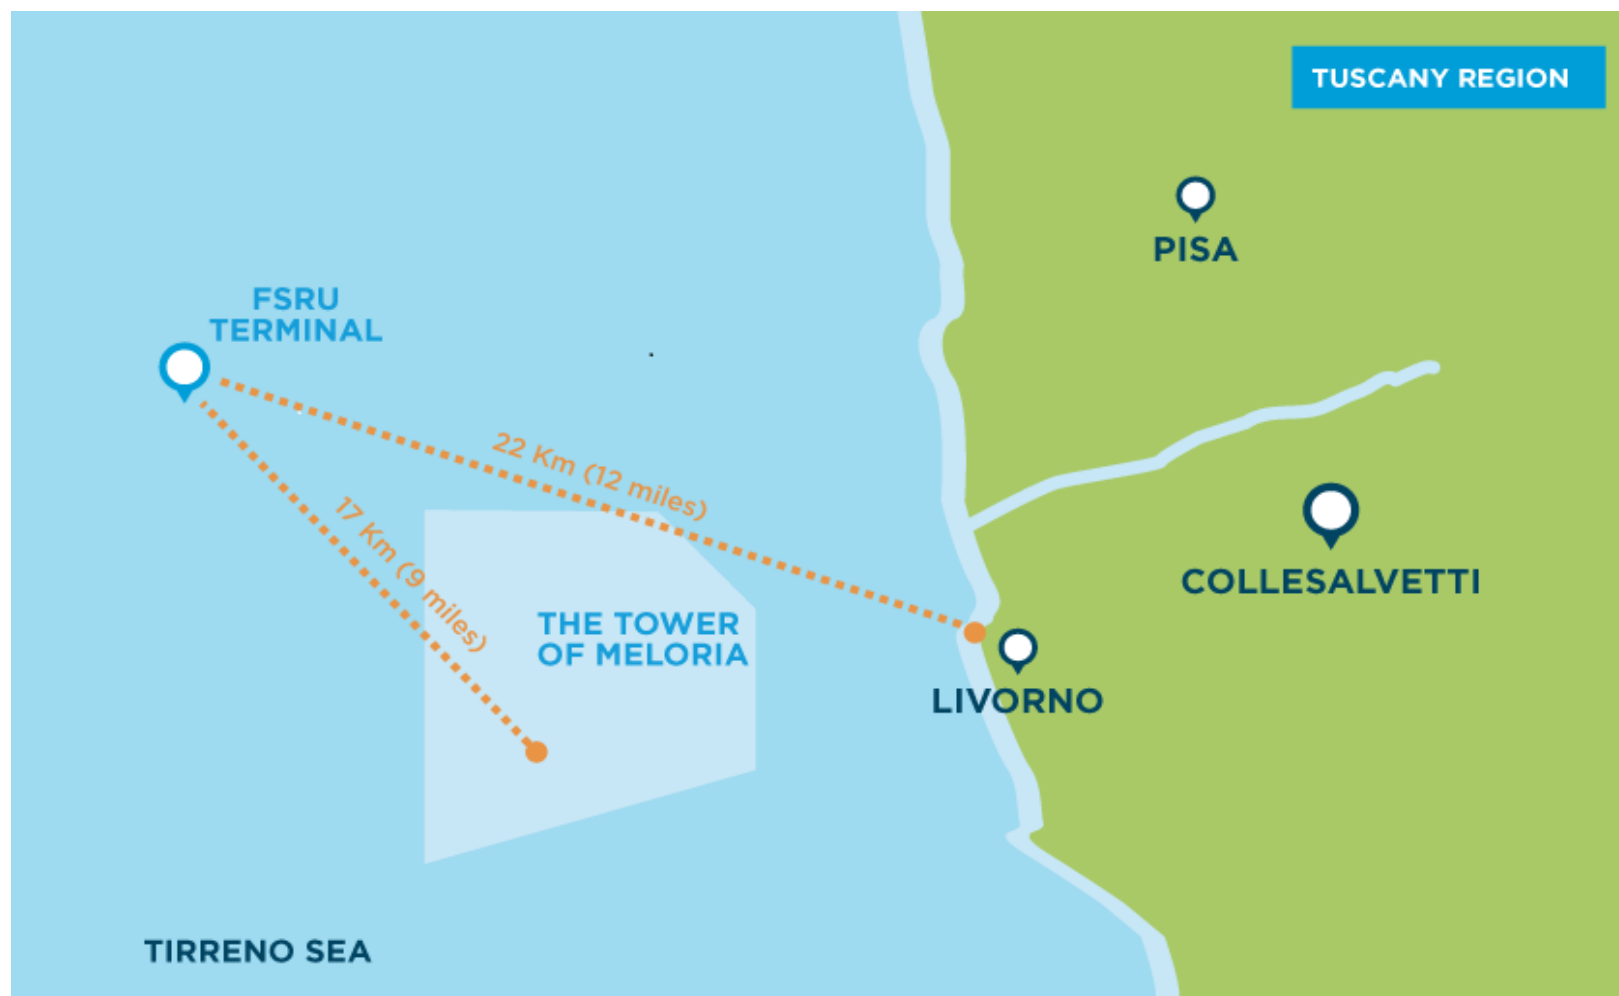 TUSCANY REGION
PISA
FSRU
TERMINAL
22 Km (12 miles)
17 Km (9 miles)
COLLESALVETTI
THE TOWER
OF MELORIA
LIVORNO
TIRRENO SEA